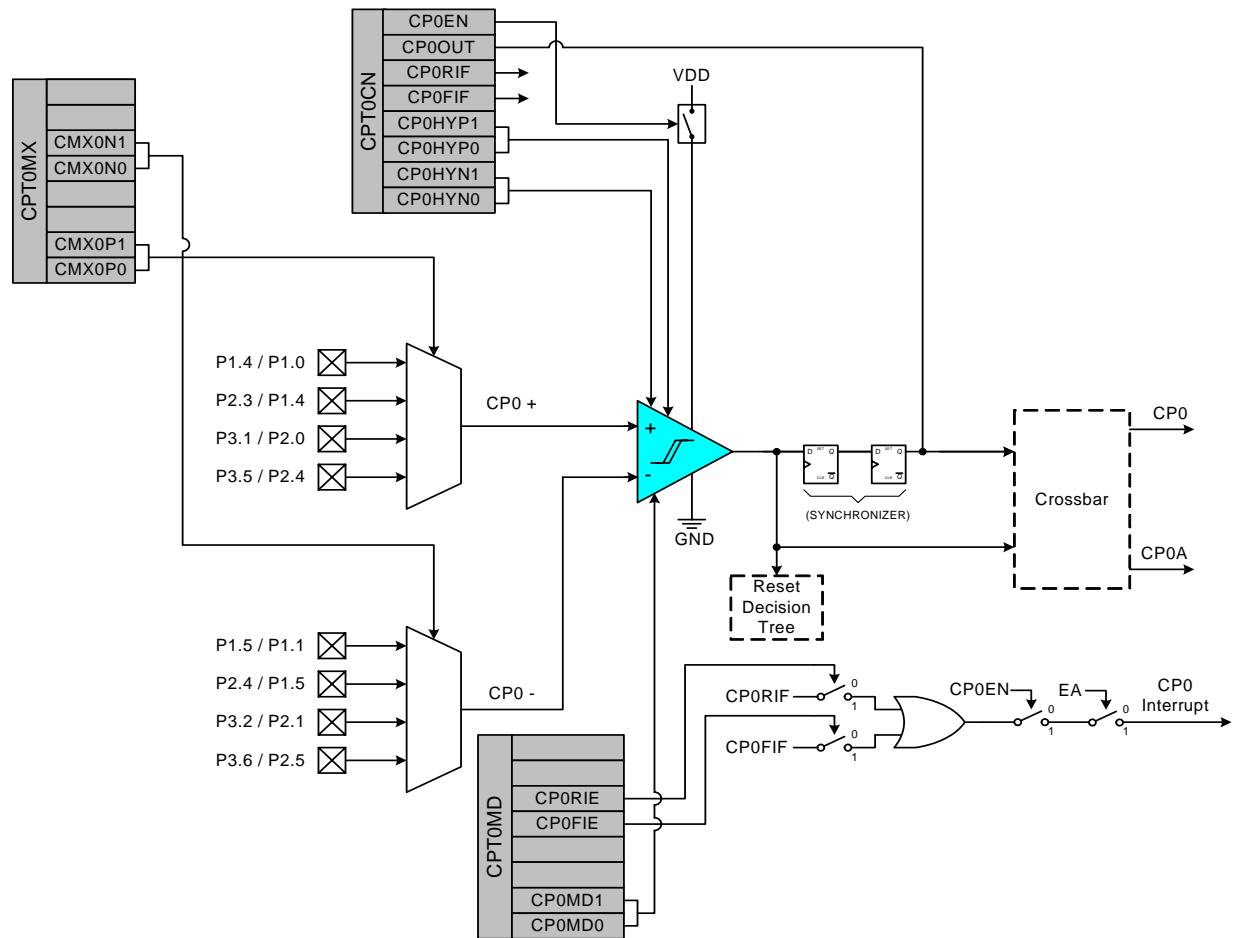 CPT0CN
CP0EN
CP0OUT
CP0RIF
CP0FIF
CP0HYP1
CP0HYP0
CP0HYN1
CP0HYN0
VDD
CPT0MX
CMX0N1
CMX0N0
CMX0P1
CMX0P0
P1.4 / P1.0
P2.3 / P1.4
P3.1 / P2.0
P3.5 / P2.4
CP0 +
+
-
GND
D SET Q
CLR Q
D SET Q
CLR Q
(SYNCHRONIZER)
Crossbar
CP0
CP0A
Reset
Decision
Tree
P1.5 / P1.1
P2.4 / P1.5
P3.2 / P2.1
P3.6 / P2.5
CP0 -
CP0RIF
0
1
CP0FIF
0
1
CP0EN
0
1
EA
0
1
CP0
Interrupt
CPT0MD
CP0RIE
CP0FIE
CP0MD1
CP0MD0